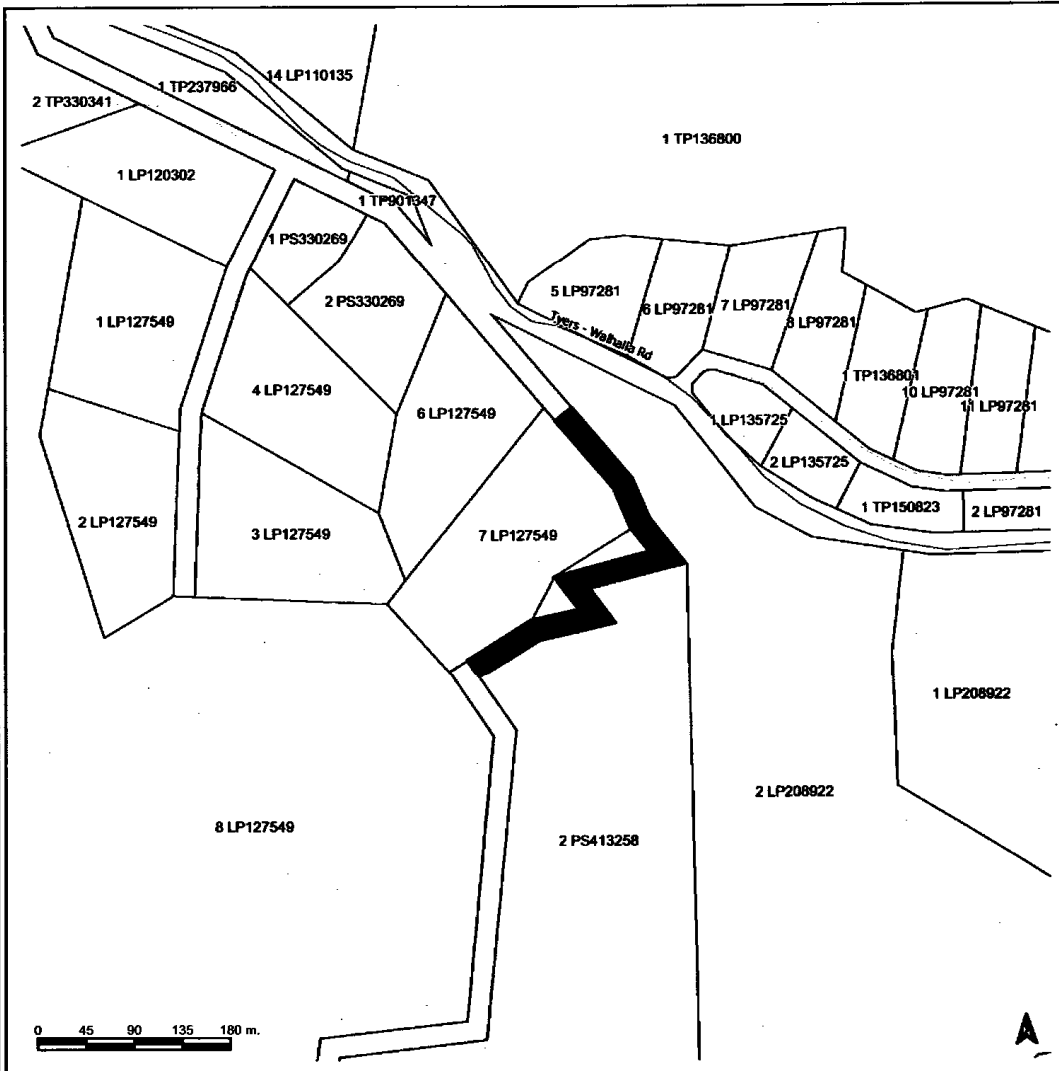 14 LP110135
1 TP237966
2 TP330341
1 TP136800
1 LP120302
1 TP901347
1 PS330269
5 LP97281
2 PS330269
6 LP97281
7 LP97281
8 LP97281
1 LP127549
Tyers - Walhalla Rd
1 TP136801
4 LP127549
10 LP97281
11 LP97281
6 LP127549
1 LP135725
2 LP135725
2 LP127549
3 LP127549
7 LP127549
1 TP150823
2 LP97281
1 LP208922
2 LP208922
8 LP127549
2 PS413258
0 45 90 135 180 m.